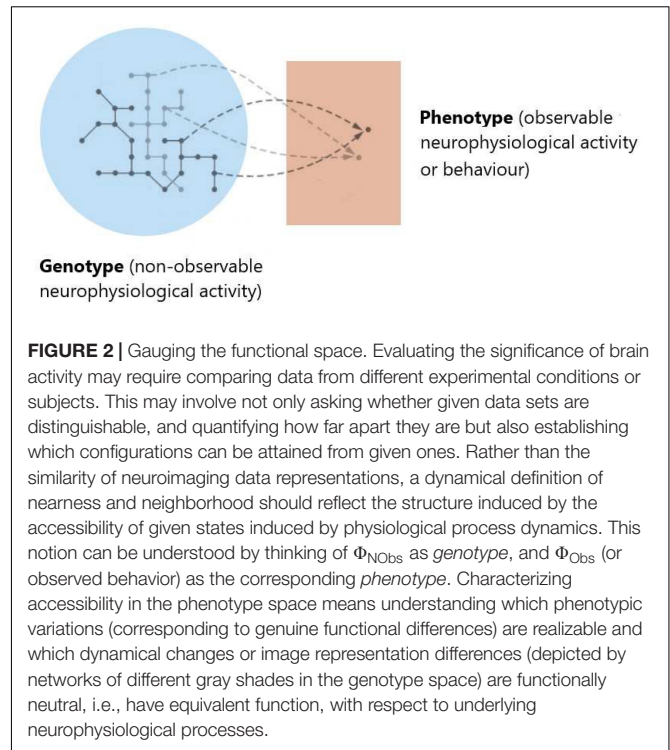 Phenotype (observable
neurophysiological activity
or behaviour)
Genotype (non-observable
neurophysiological activity)
FIGURE 2 | Gauging the functional space. Evaluating the significance of brain
activity may require comparing data from different experimental conditions or
subjects. This may involve not only asking whether given data sets are
distinguishable, and quantifying how far apart they are but also establishing
which configurations can be attained from given ones. Rather than the
similarity of neuroimaging data representations, a dynamical definition of
nearness and neighborhood should reflect the structure induced by the
accessibility of given states induced by physiological process dynamics. This
notion can be understood by thinking of ΦNObs as genotype, and ΦObs (or
observed behavior) as the corresponding phenotype. Characterizing
accessibility in the phenotype space means understanding which phenotypic
variations (corresponding to genuine functional differences) are realizable and
which dynamical changes or image representation differences (depicted by
networks of different gray shades in the genotype space) are functionally
neutral, i.e., have equivalent function, with respect to underlying
neurophysiological processes.